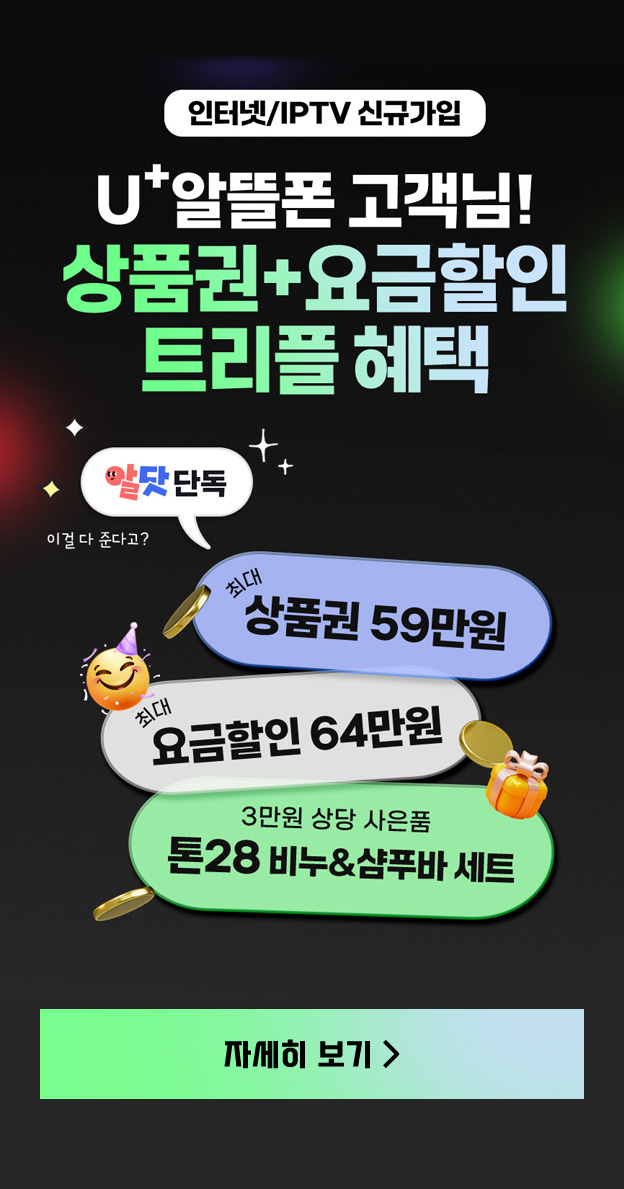 인터넷/IPTV 신규가입
U+알뜰폰 고객님!
상품권+요금할인
트리플 혜택
알닷 단독
이걸 다 준다고?
최대
상품권 59만원
최대
요금할인 64만원
3만원 상당 사은품
톤28 비누&샴푸바 세트
자세히 보기 >